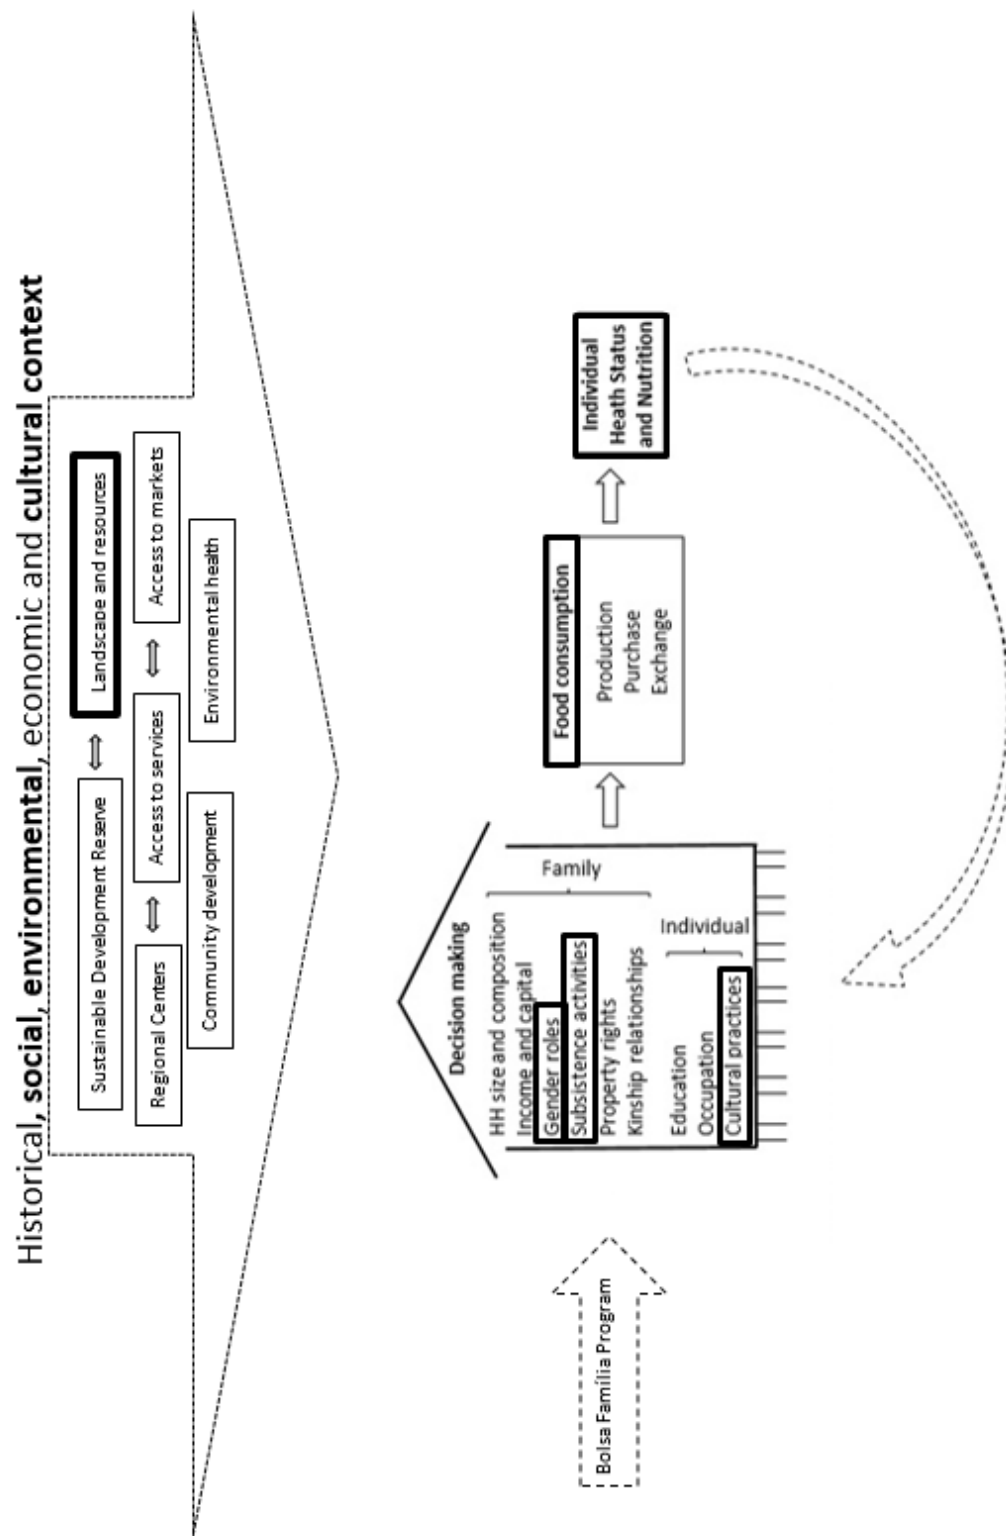 Historical, social, environmental, economic and cultural context
Sustainable Development Reserve
Landscape and resources
Regional Centers
Access to services
Access to markets
Community development
Environmental health
Bolsa Família Program
Decision making
HH size and composition
Income and capital
Gender roles
Subsistence activities
Property rights
Kinship relationships
Family
Education
Occupation
Cultural practices
Individual
Food consumption
Production
Purchase
Exchange
Individual
Heath Status
and Nutrition